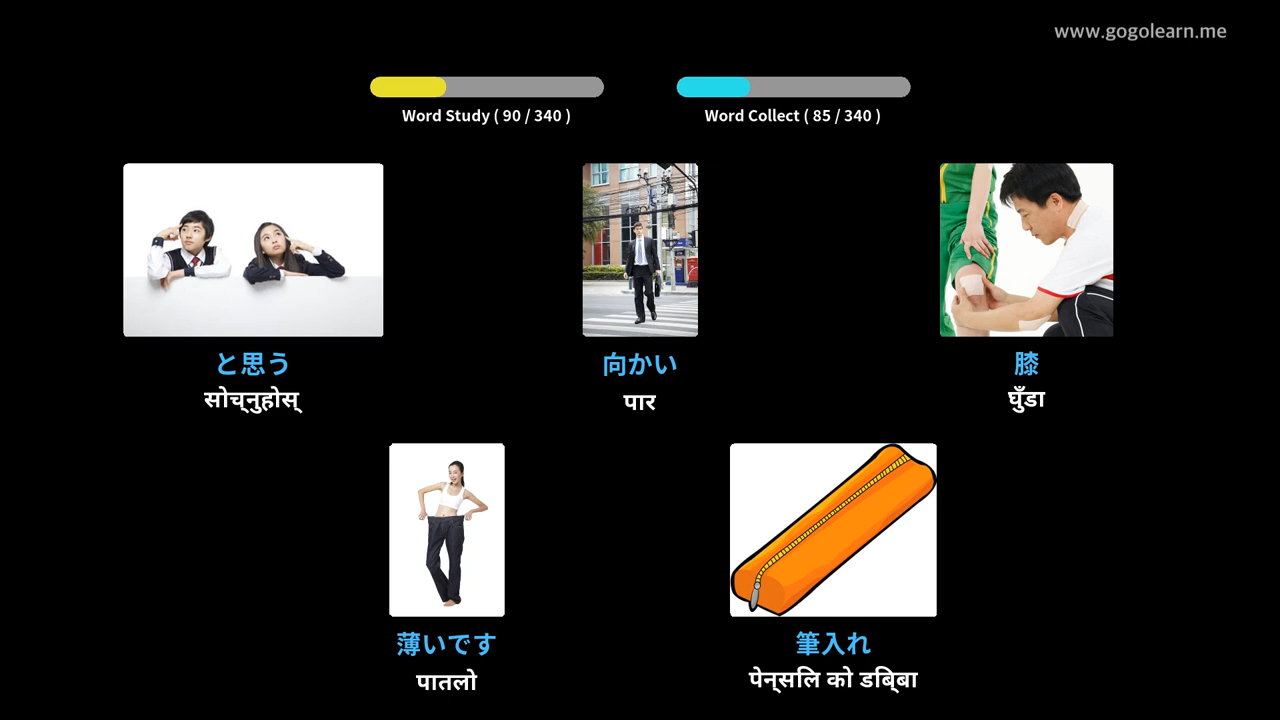 www.gogolearn.me
Word Study ( 90 / 340 )
Word Collect ( 85 / 340 )
と思う
सोच्नुहोस्
向かい
पार
膝
घुँडा
薄いです
पातलो
筆入れ
पेन्सलि को डब्बिा